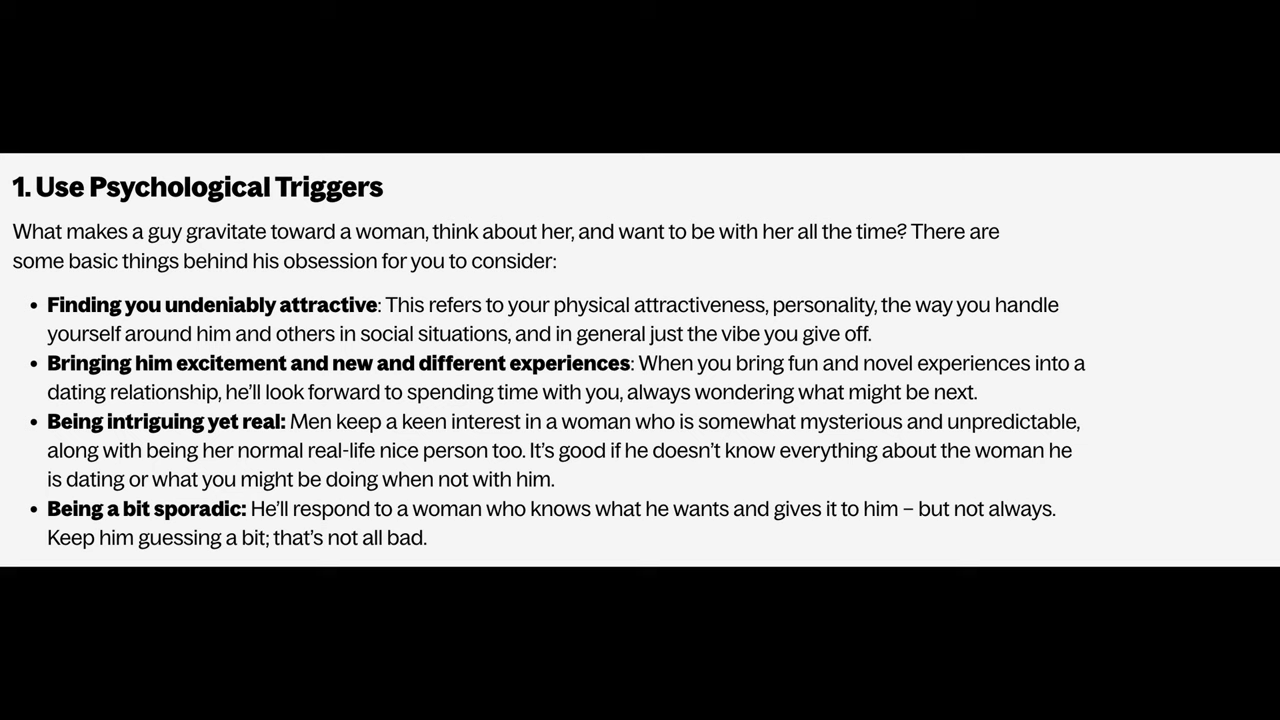 1. Use Psychological Triggers
What makes a guy gravitate toward a woman, think about her, and want to be with her all the time? There are
some basic things behind his obsession for you to consider:
• Finding you undeniably attractive: This refers to your physical attractiveness, personality, the way you handle
yourself around him and others in social situations, and in general just the vibe you give off.
• Bringing him excitement and new and different experiences: When you bring fun and novel experiences into a
dating relationship, he’ll look forward to spending time with you, always wondering what might be next.
• Being intriguing yet real: Men keep a keen interest in a woman who is somewhat mysterious and unpredictable,
along with being her normal real-life nice person too. It’s good if he doesn’t know everything about the woman he
is dating or what you might be doing when not with him.
• Being a bit sporadic: He’ll respond to a woman who knows what he wants and gives it to him – but not always.
Keep him guessing a bit; that’s not all bad.